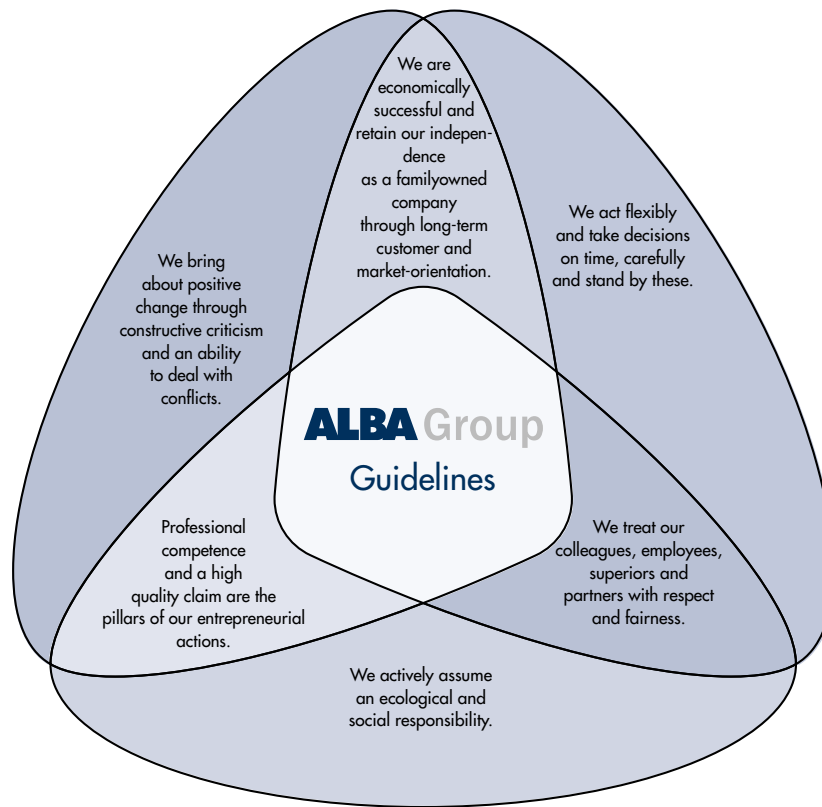 We are
economically
successful and
retain our indepen-
dence
as a familyowned
company
through long-term
customer and
market-orientation.
We act flexibly
and take decisions
on time, carefully
and stand by these.
We bring
about positive
change through
constructive criticism
and an ability
to deal with
conflicts.
ALBA Group
Guidelines
Professional
competence
and a high
quality claim are the
pillars of our entrepreneurial
actions.
We treat our
colleagues, employees,
superiors and
partners with respect
and fairness.
We actively assume
an ecological and
social responsibility.